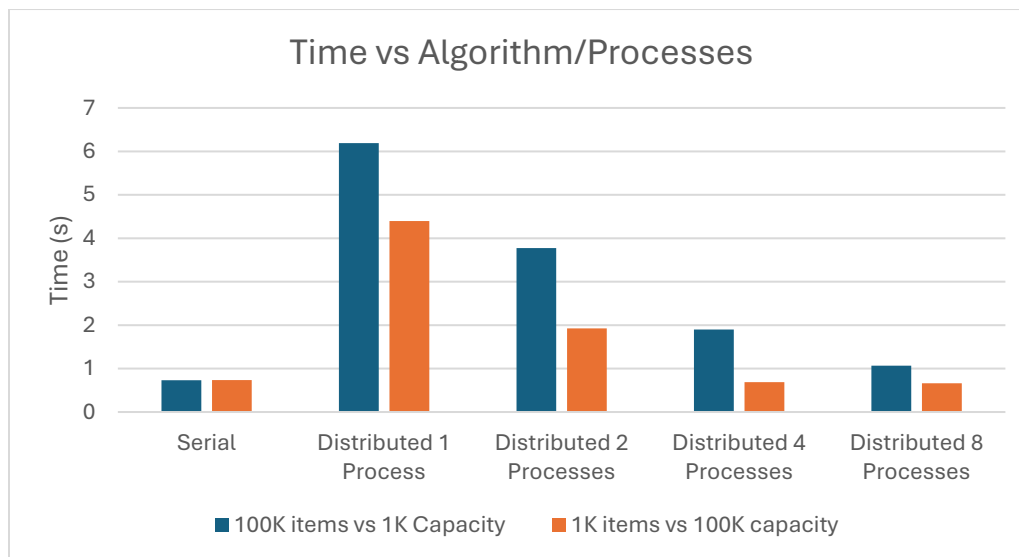 Time vs Algorithm/Processes
Time (s)
7
6
5
4
3
2
1
0
Serial
Distributed 1
Process
Distributed 2
Processes
Distributed 4
Processes
Distributed 8
Processes
100K items vs 1K Capacity
1K items vs 100K capacity